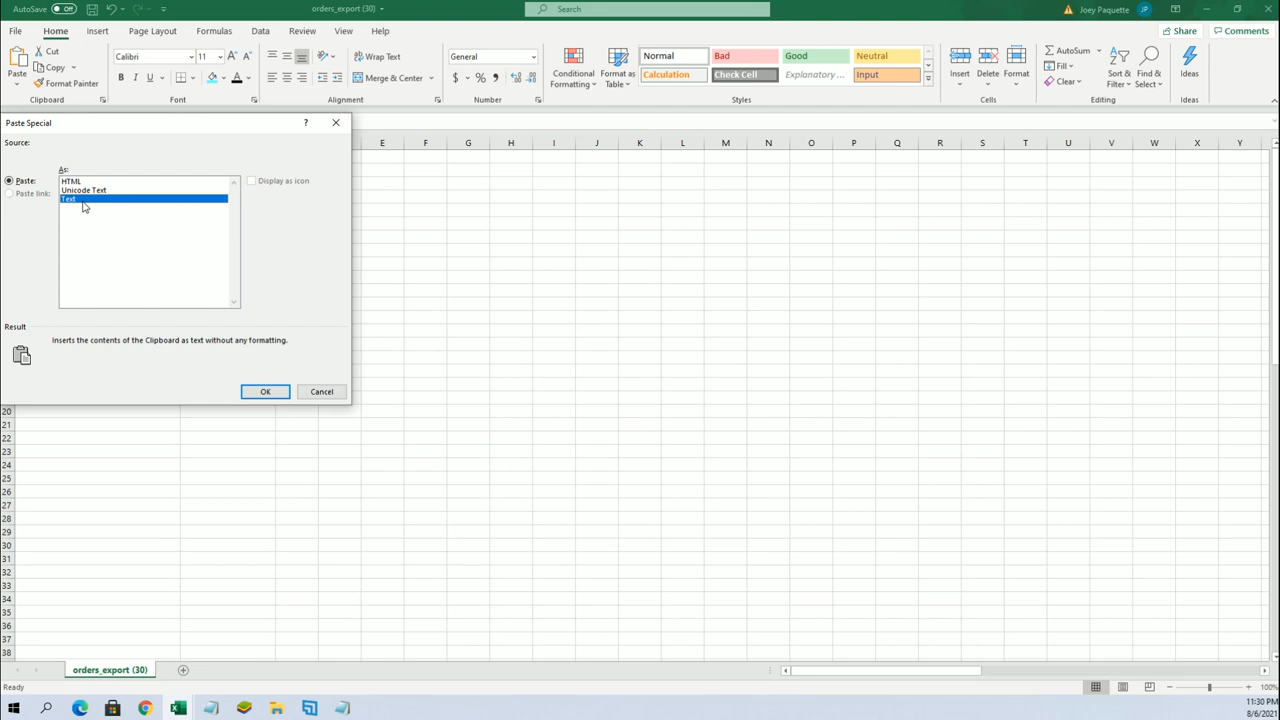 AutoSave Off orders_export (30) Search Joey Paquette JP
File Home Insert Page Layout Formulas Data Review View Help Share Comments
Paste Cut Copy Format Painter Calibri 11 A A B I U A Wrap Text Merge & Center General $ % 9
Conditional Formatting Format as Table Normal Bad Good Neutral Calculation Check Cell Explanatory ... Input
Insert Delete Format AutoSum Fill Clear Sort & Filter Find & Select Ideas
Clipboard Font Alignment Number Styles Cells Editing Ideas
Paste Special ? ×
E F G H I J K L M N O P Q R S T U V W X Y
Source:
As:
Paste: HTML Display as icon
Paste link: Unicode Text
Text
Result
Inserts the contents of the Clipboard as text without any formatting.
OK Cancel
20
21
22
23
24
25
26
27
28
29
30
31
32
33
34
35
36
37
38
orders_export (30)
Ready 100%
11:30 PM
8/6/2021